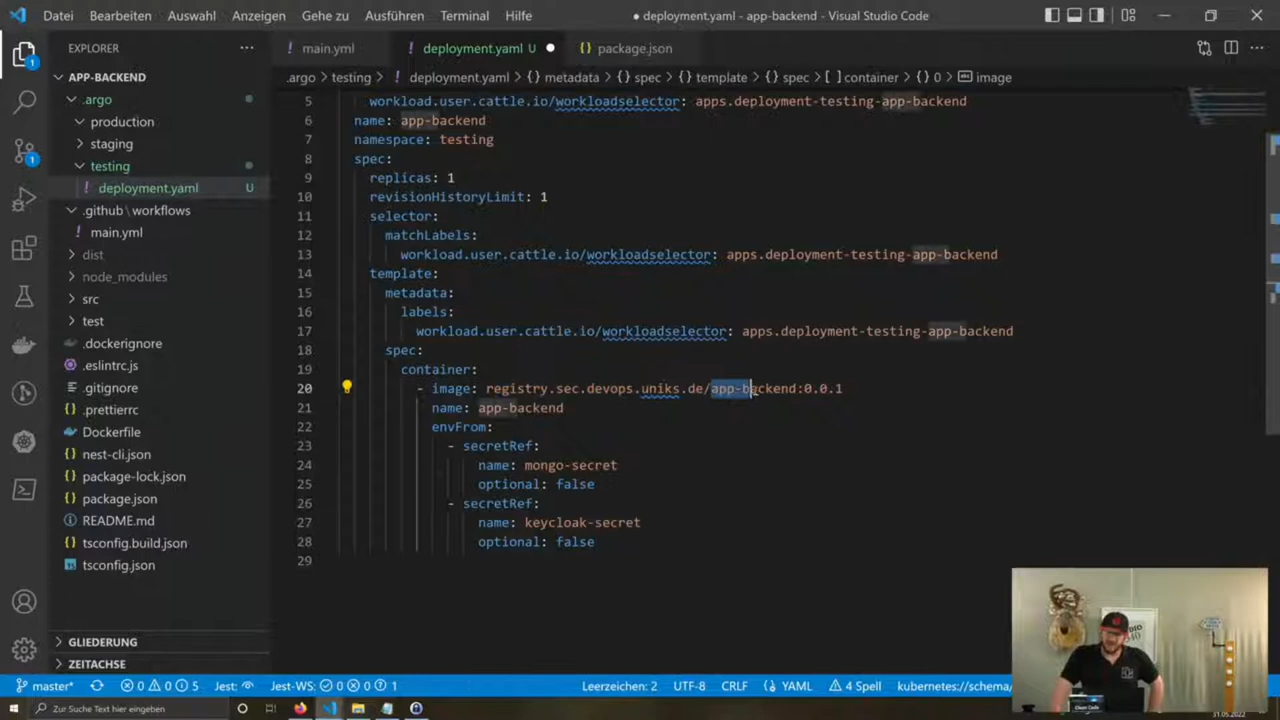 Datei Bearbeiten Auswahl Anzeigen Gehe zu Ausführen Terminal Hilfe ● deployment.yaml - app-backend - Visual Studio Code
EXPLORER ···
main.yml deployment.yaml U ● package.json
.argo > testing > deployment.yaml > {} metadata > {} spec > {} template > {} spec > [ ] container > {} 0 > image
APP-BACKEND
.argo
production
staging
testing
deployment.yaml U
.github\workflows
main.yml
dist
node_modules
src
test
.dockerignore
.eslintrc.js
.gitignore
.prettierrc
Dockerfile
nest-cli.json
package-lock.json
package.json
README.md
tsconfig.build.json
tsconfig.json
GLIEDERUNG
ZEITACHSE
5 workload.user.cattle.io/workloadselector: apps.deployment-testing-app-backend
6 name: app-backend
7 namespace: testing
8 spec:
9 replicas: 1
10 revisionHistoryLimit: 1
11 selector:
12 matchLabels:
13 workload.user.cattle.io/workloadselector: apps.deployment-testing-app-backend
14 template:
15 metadata:
16 labels:
17 workload.user.cattle.io/workloadselector: apps.deployment-testing-app-backend
18 spec:
19 container:
20 - image: registry.sec.devops.uniks.de/app-backend:0.0.1
21 name: app-backend
22 envFrom:
23 - secretRef:
24 name: mongo-secret
25 optional: false
26 - secretRef:
27 name: keycloak-secret
28 optional: false
29
master* 0 0 5 Jest: Jest-WS: 0 0 1 Leerzeichen: 2 UTF-8 CRLF YAML 4 Spell kubernetes://schema/
Zur Suche Text hier eingeben
Clean Code
31.05.2022